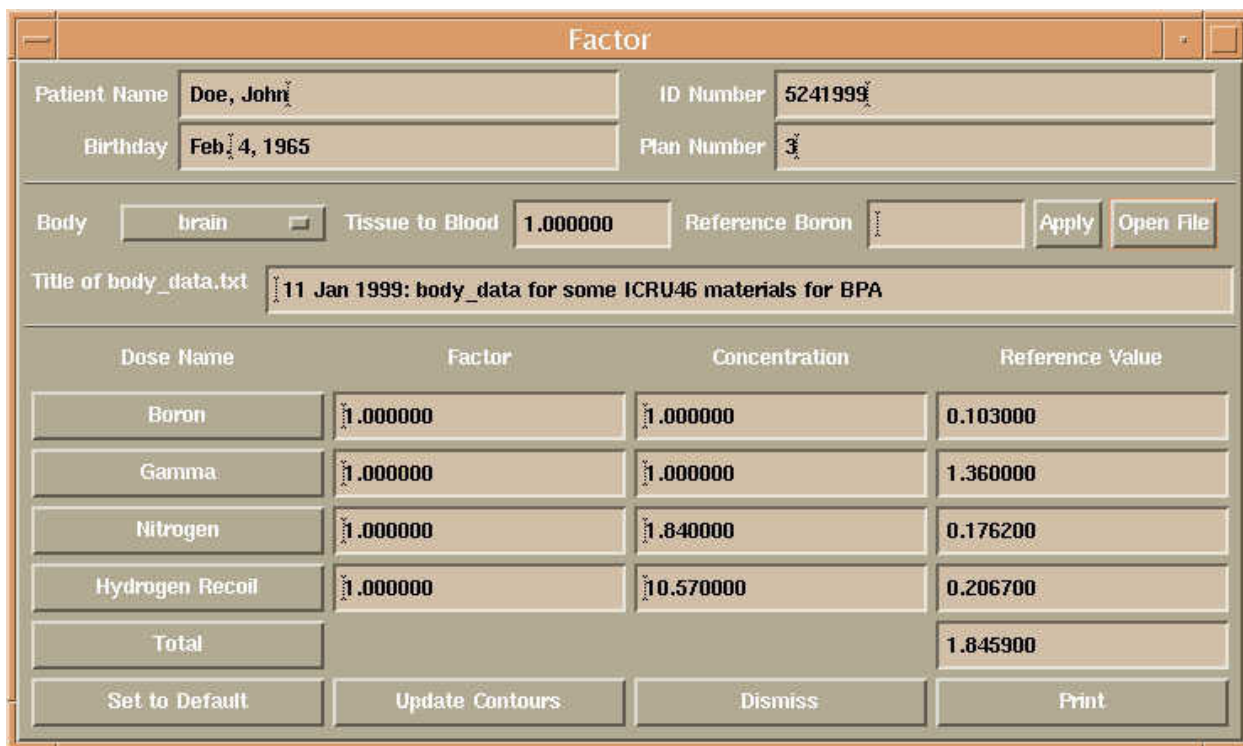 Factor
Patient Name Doe, John ID Number 5241999
Birthday Feb. 4, 1965 Plan Number 3
Body brain Tissue to Blood 1.000000 Reference Boron Apply Open File
Title of body_data.txt 11 Jan 1999: body_data for some ICRU46 materials for BPA
Dose Name Factor Concentration Reference Value
Boron 1.000000 1.000000 0.103000
Gamma 1.000000 1.000000 1.360000
Nitrogen 1.000000 1.840000 0.176200
Hydrogen Recoil 1.000000 10.570000 0.206700
Total 1.845900
Set to Default Update Contours Dismiss Print